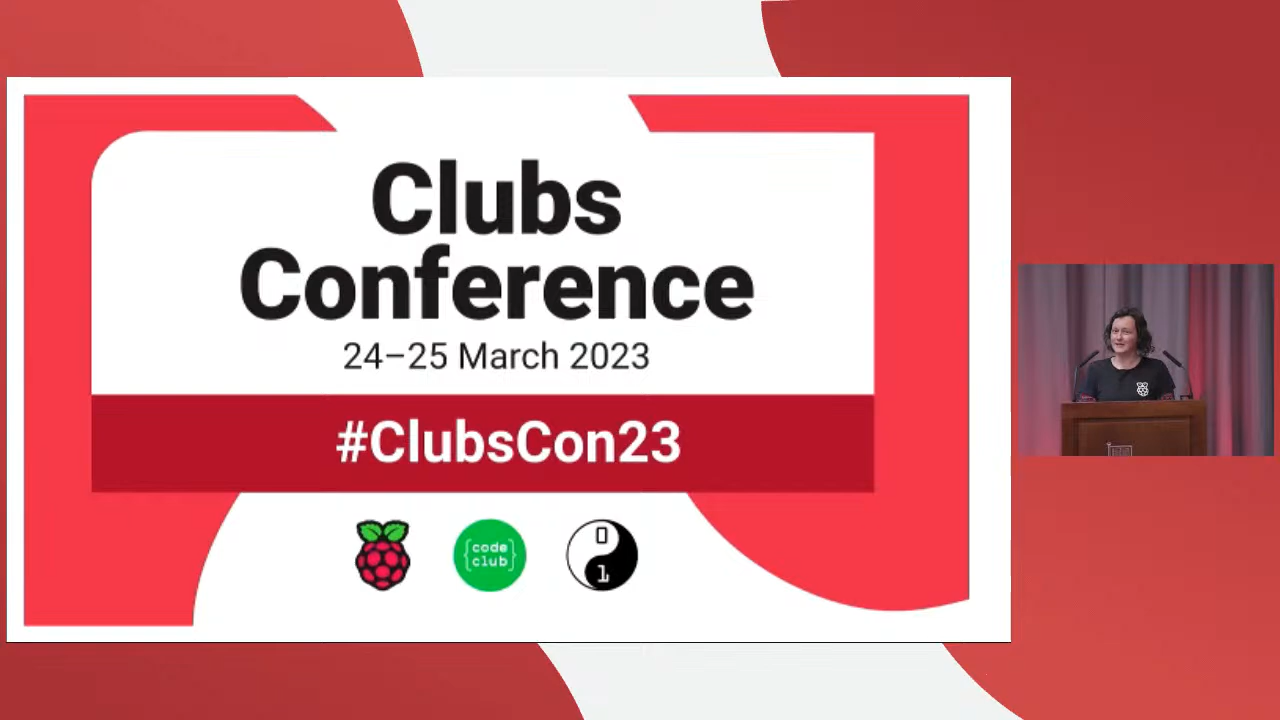 Clubs
Conference
24–25 March 2023
#ClubsCon23
{code
club}
0
1